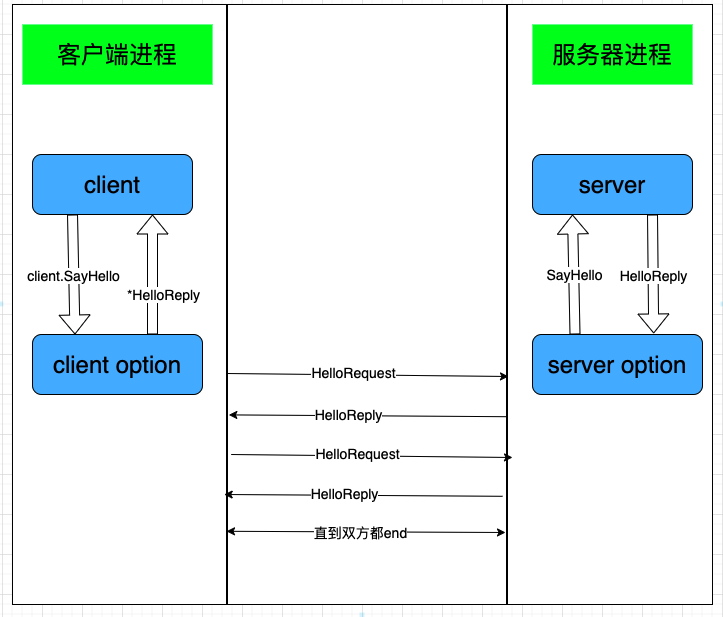 客户端进程
服务器进程
client
server
client.SayHello
*HelloReply
SayHello
HelloReply
client option
server option
HelloRequest
HelloReply
HelloRequest
HelloReply
直到双方都end